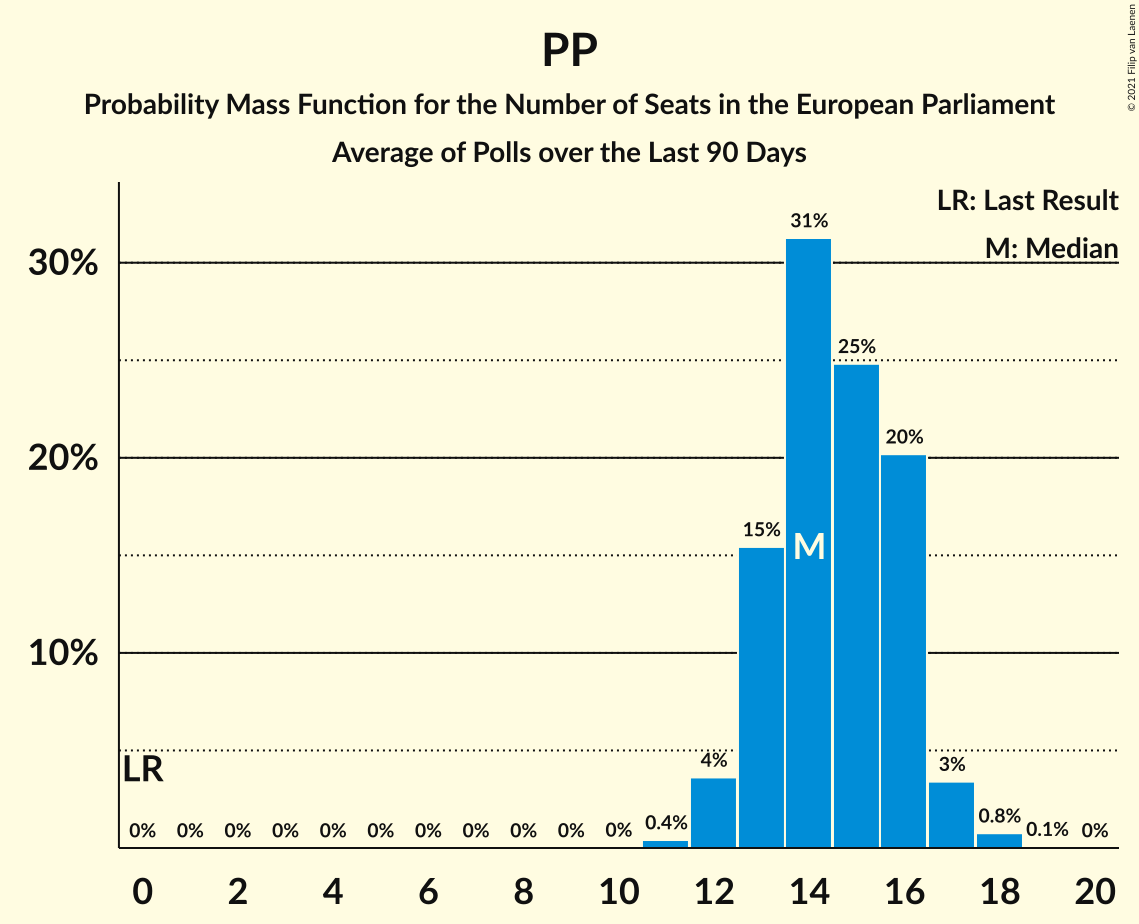 PP
Probability Mass Function for the Number of Seats in the European Parliament
Average of Polls over the Last 90 Days
© 2021 Filip van Laenen
LR: Last Result
M: Median
30%
20%
10%
31%
25%
20%
15%
M
LR
4%
3%
0% 0% 0% 0% 0% 0% 0% 0% 0% 0% 0% 0.4% 0.8% 0.1% 0%
0 2 4 6 8 10 12 14 16 18 20